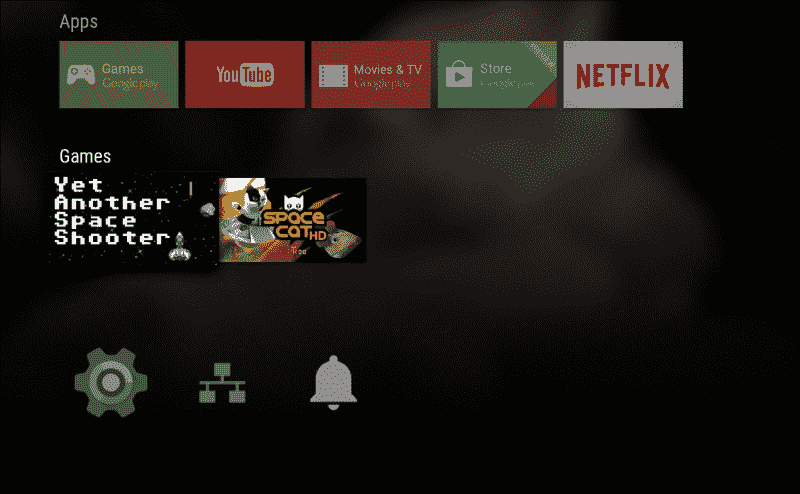 Apps
Games
Google play
YouTube
Movies & TV
Google play
Store
Google play
NETFLIX
Games
Yet
Another
Space
Shooter
SPACE
CAT HD
Free